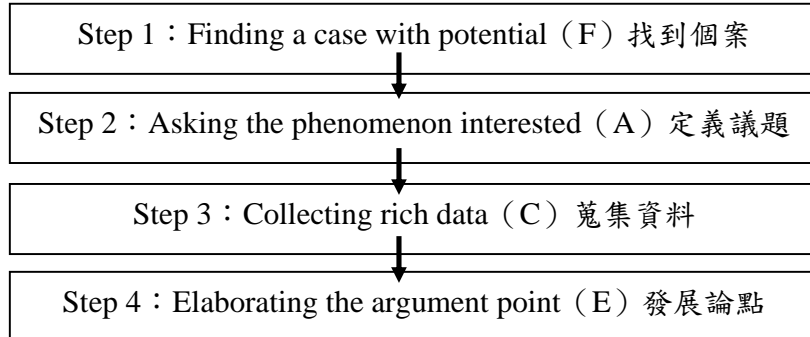 Step 1：Finding a case with potential（F）找到個案
Step 2：Asking the phenomenon interested（A）定義議題
Step 3：Collecting rich data（C）蒐集資料
Step 4：Elaborating the argument point（E）發展論點